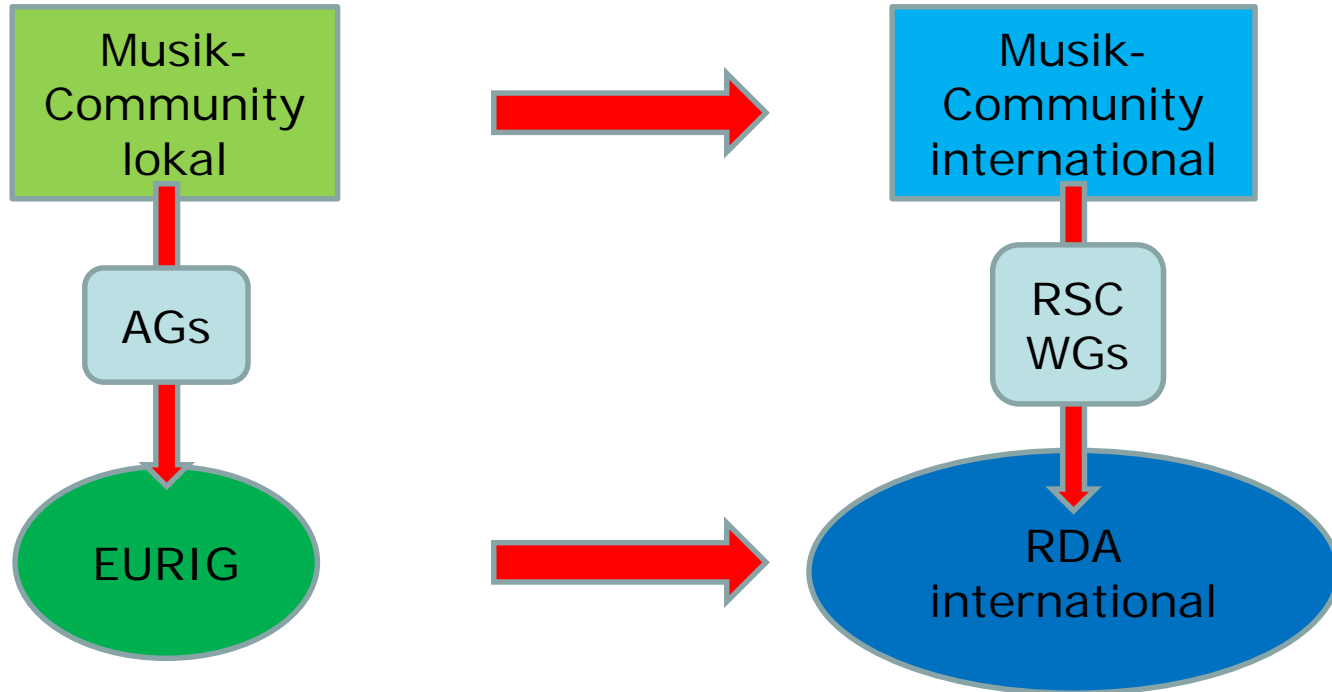 Musik-
Community
lokal
Musik-
Community
international
AGs
RSC
WGs
EURIG
RDA
international